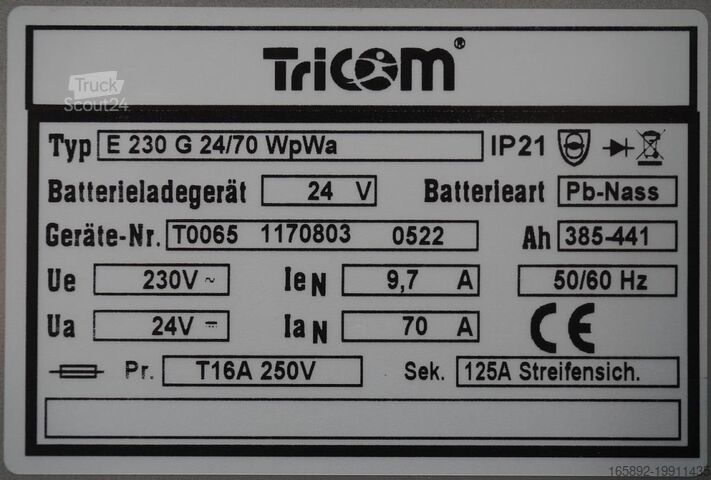 TriCOM®
Truck
Scout24
Typ E 230 G 24/70 WpWa IP21
Batterieladegerät 24 V Batterieart Pb-Nass
Geräte-Nr. T0065 1170803 0522 Ah 385-441
Ue 230V ~ IeN 9,7 A 50/60 Hz
Ua 24V ⎓ IaN 70 A CE
Pr. T16A 250V Sek. 125A Streifensich.
165892-19911435